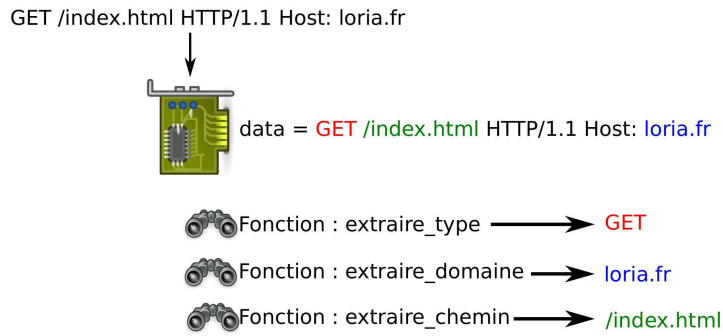 GET /index.html HTTP/1.1 Host: loria.fr
data = GET /index.html HTTP/1.1 Host: loria.fr
Fonction : extraire_type GET
Fonction : extraire_domaine loria.fr
Fonction : extraire_chemin /index.html